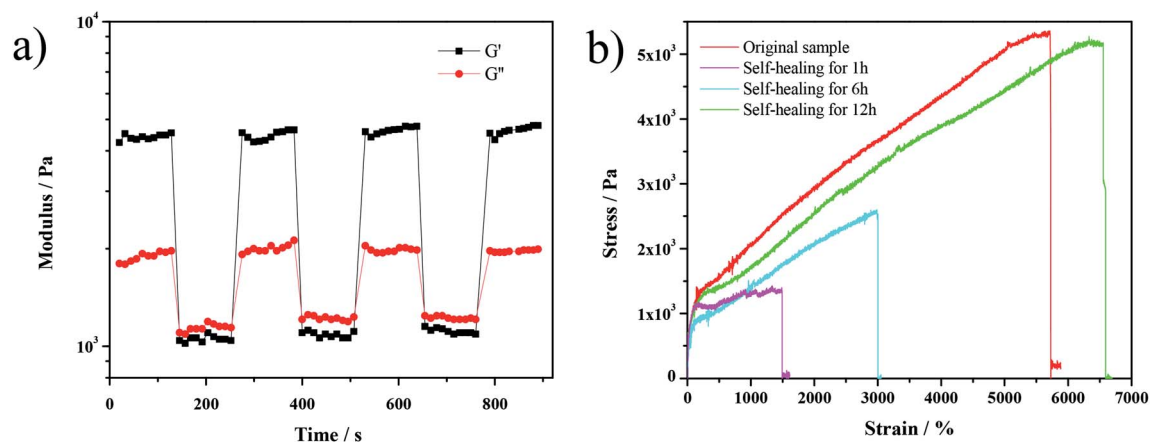 a)
10⁴
10³
Modulus / Pa
G'
G"
0
200
400
600
800
Time / s
b)
5x10³
4x10³
3x10³
2x10³
1x10³
0
Stress / Pa
Original sample
Self-healing for 1h
Self-healing for 6h
Self-healing for 12h
0
1000
2000
3000
4000
5000
6000
7000
Strain / %